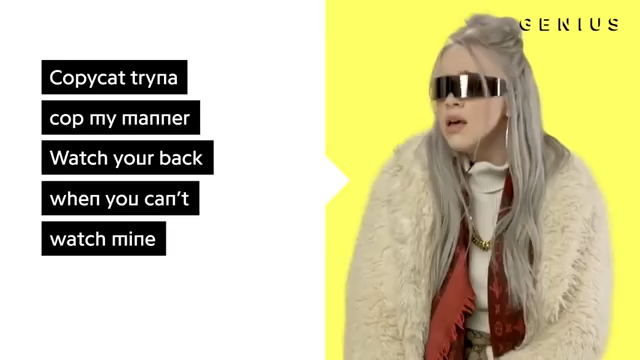 GENIUS
Copycat tryna
cop my manner
Watch your back
when you can't
watch mine